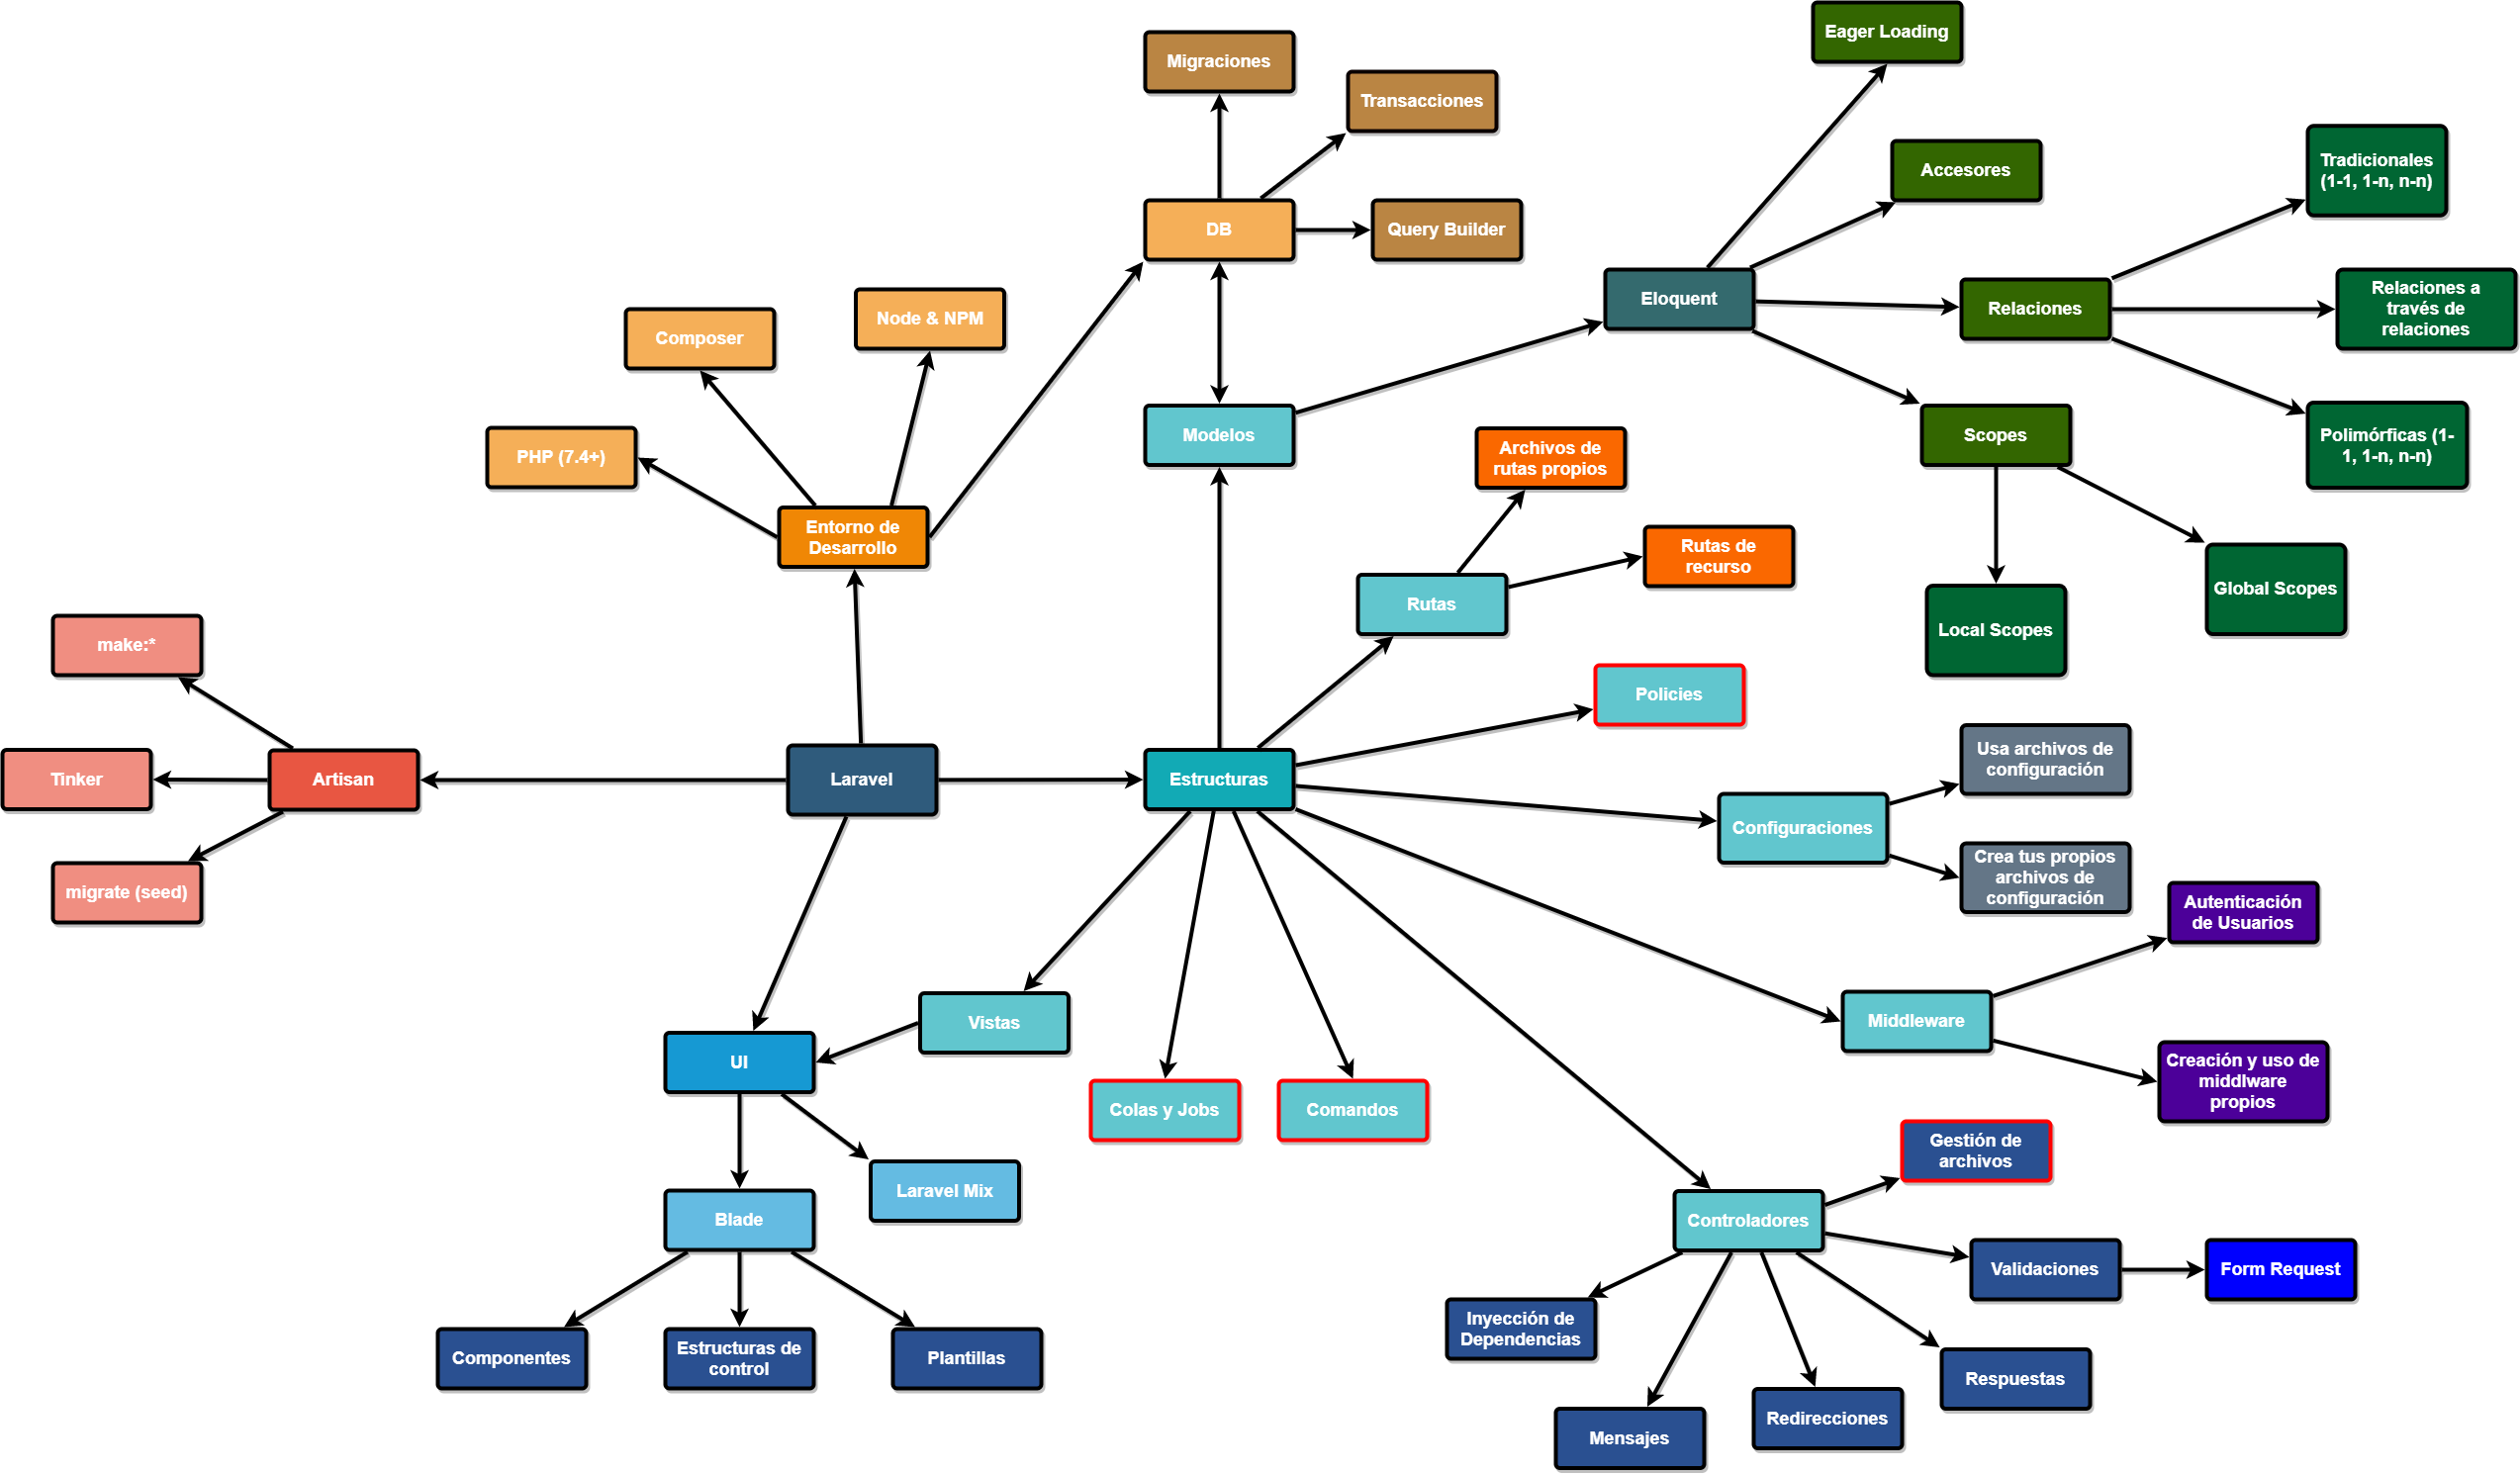 Eager Loading
Migraciones
Transacciones
Accesores
Tradicionales
(1-1, 1-n, n-n)
DB
Query Builder
Eloquent
Relaciones
Relaciones a
través de
relaciones
Node & NPM
Composer
Modelos
Scopes
Polimórficas (1-
1, 1-n, n-n)
PHP (7.4+)
Archivos de
rutas propios
Entorno de
Desarrollo
Rutas de
recurso
Rutas
Global Scopes
Local Scopes
make:*
Policies
Usa archivos de
configuración
Tinker
Artisan
Laravel
Estructuras
Configuraciones
Crea tus propios
archivos de
configuración
migrate (seed)
Autenticación
de Usuarios
Vistas
Middleware
UI
Creación y uso de
middlware
propios
Colas y Jobs
Comandos
Gestión de
archivos
Laravel Mix
Blade
Controladores
Validaciones
Form Request
Inyección de
Dependencias
Componentes
Estructuras de
control
Plantillas
Respuestas
Redirecciones
Mensajes